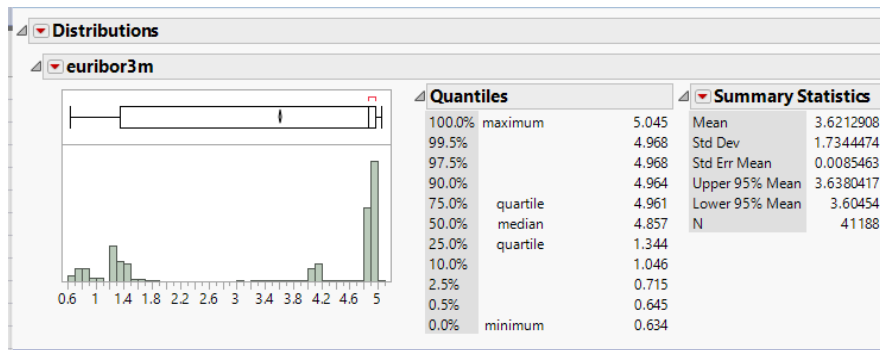 Distributions
euribor3m
0.6 1 1.4 1.8 2.2 2.6 3 3.4 3.8 4.2 4.6 5
Quantiles
100.0% maximum 5.045
99.5% 4.968
97.5% 4.968
90.0% 4.964
75.0% quartile 4.961
50.0% median 4.857
25.0% quartile 1.344
10.0% 1.046
2.5% 0.715
0.5% 0.645
0.0% minimum 0.634
Summary Statistics
Mean 3.6212908
Std Dev 1.7344474
Std Err Mean 0.0085463
Upper 95% Mean 3.6380417
Lower 95% Mean 3.60454
N 41188